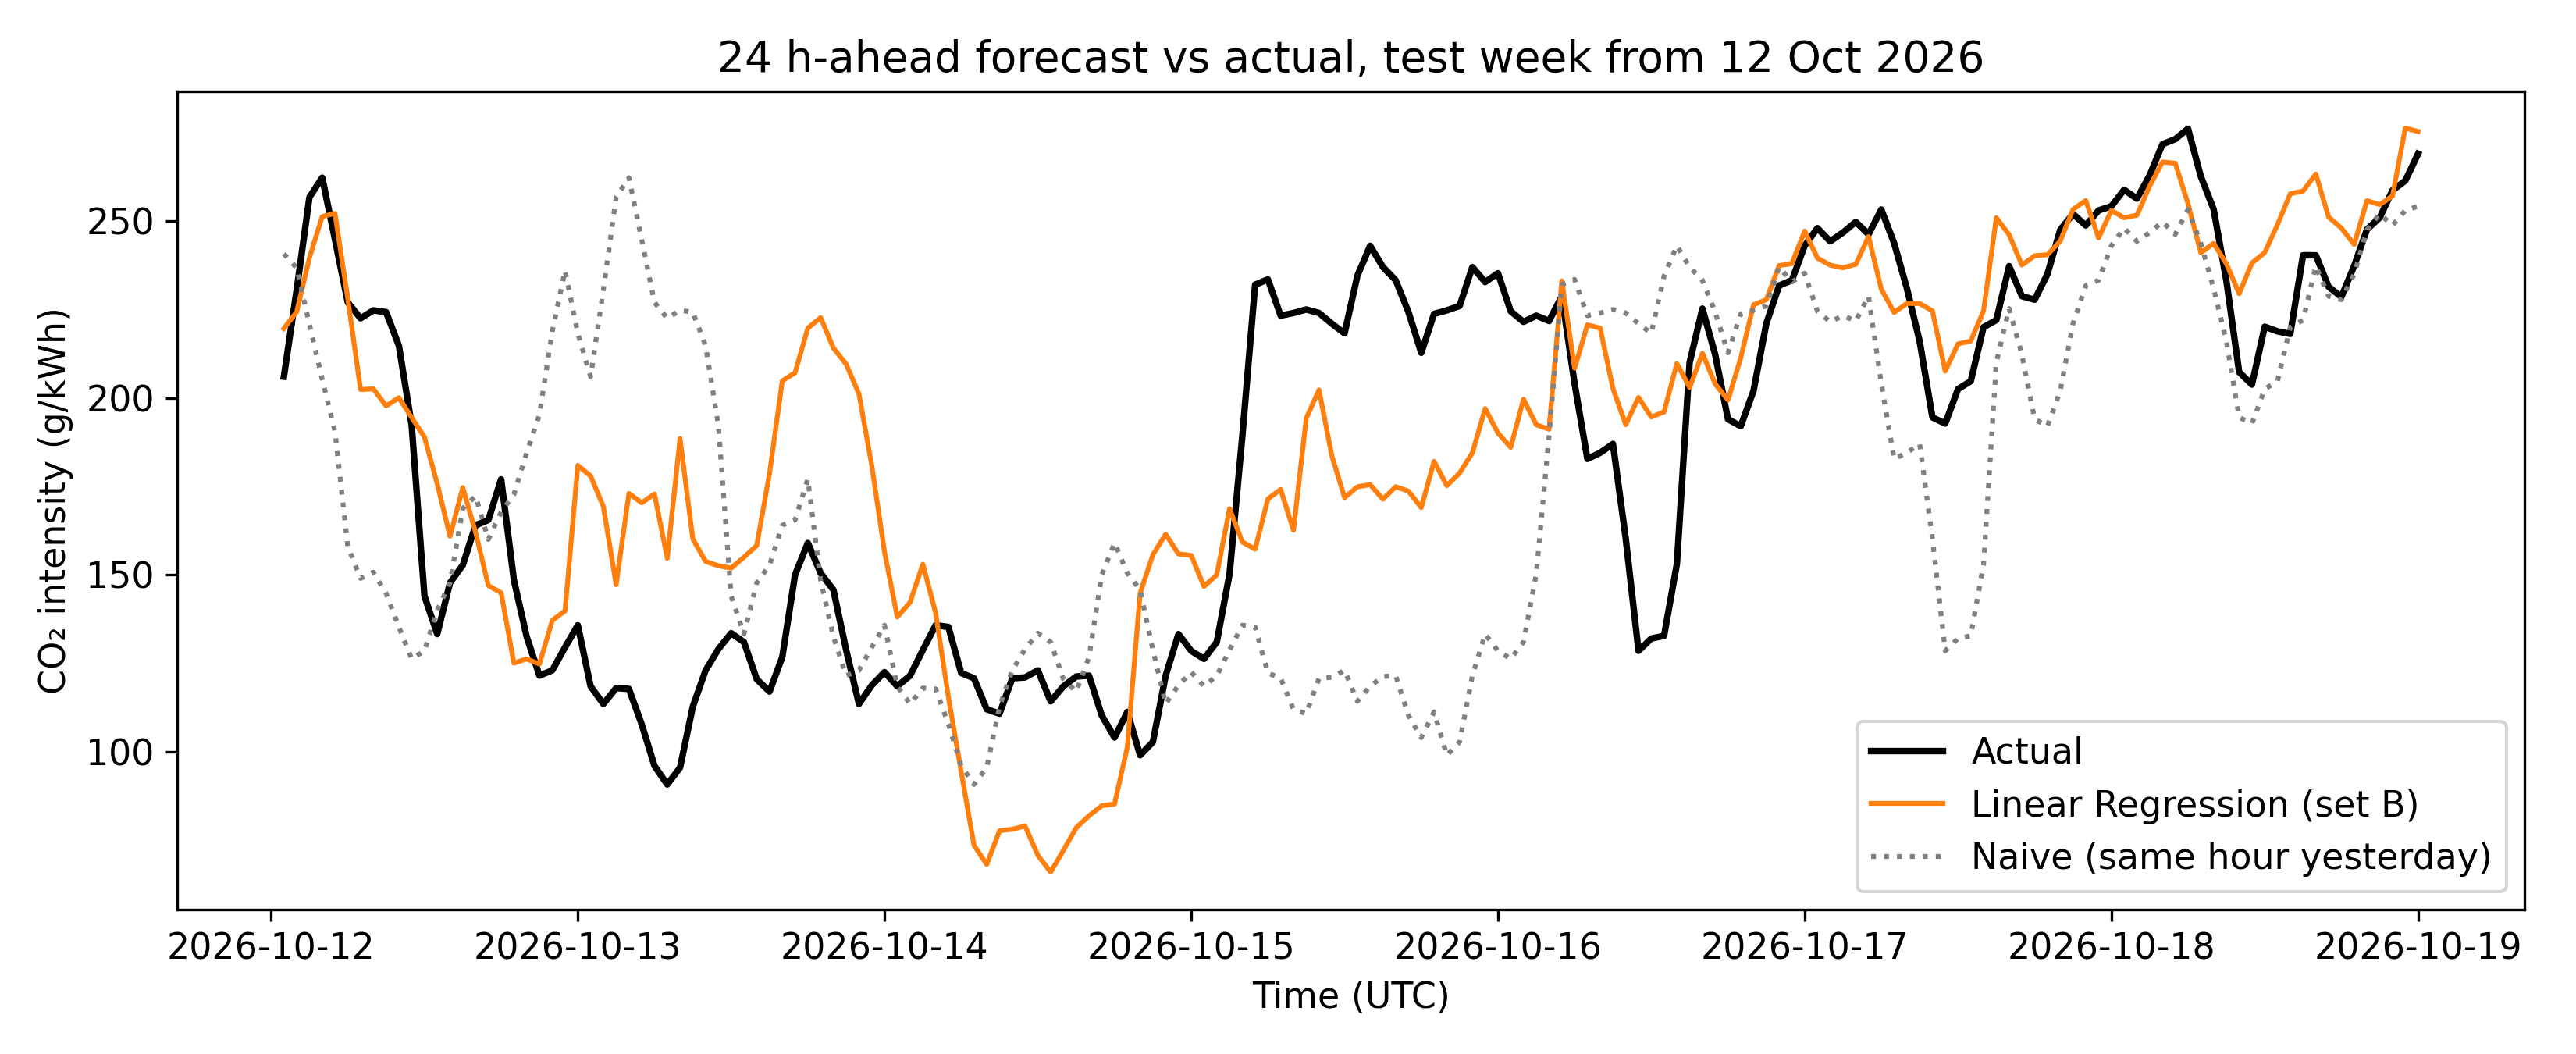 24 h-ahead forecast vs actual, test week from 12 Oct 2026
CO₂ intensity (g/kWh)
250
200
150
100
Actual
Linear Regression (set B)
Naive (same hour yesterday)
2026-10-12 2026-10-13 2026-10-14 2026-10-15 2026-10-16 2026-10-17 2026-10-18 2026-10-19
Time (UTC)